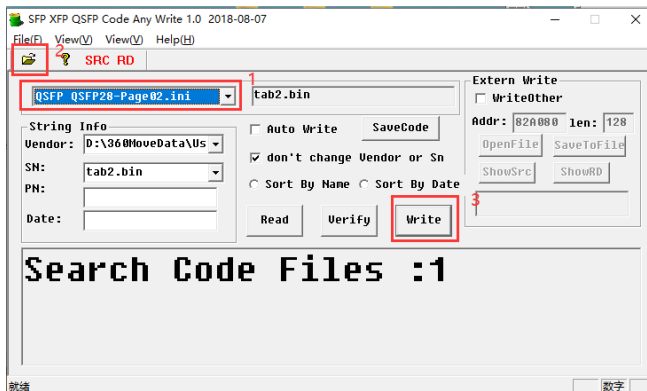 SFP XFP QSFP Code Any Write 1.0 2018-08-07
File(F) View(V) View(V) Help(H)
2
SRC RD
1
QSFP QSFP28-Page02.ini
tab2.bin
Extern Write
WriteOther
Addr: 82A080 len: 128
OpenFile SaveToFile
ShowSrc ShowRD
String Info
Vendor: D:\360MoveData\Us
SN: tab2.bin
PN:
Date:
Auto Write SaveCode
don't change Vendor or Sn
Sort By Name Sort By Date
3
Read Verify Write
Search Code Files :1
就绪 数字